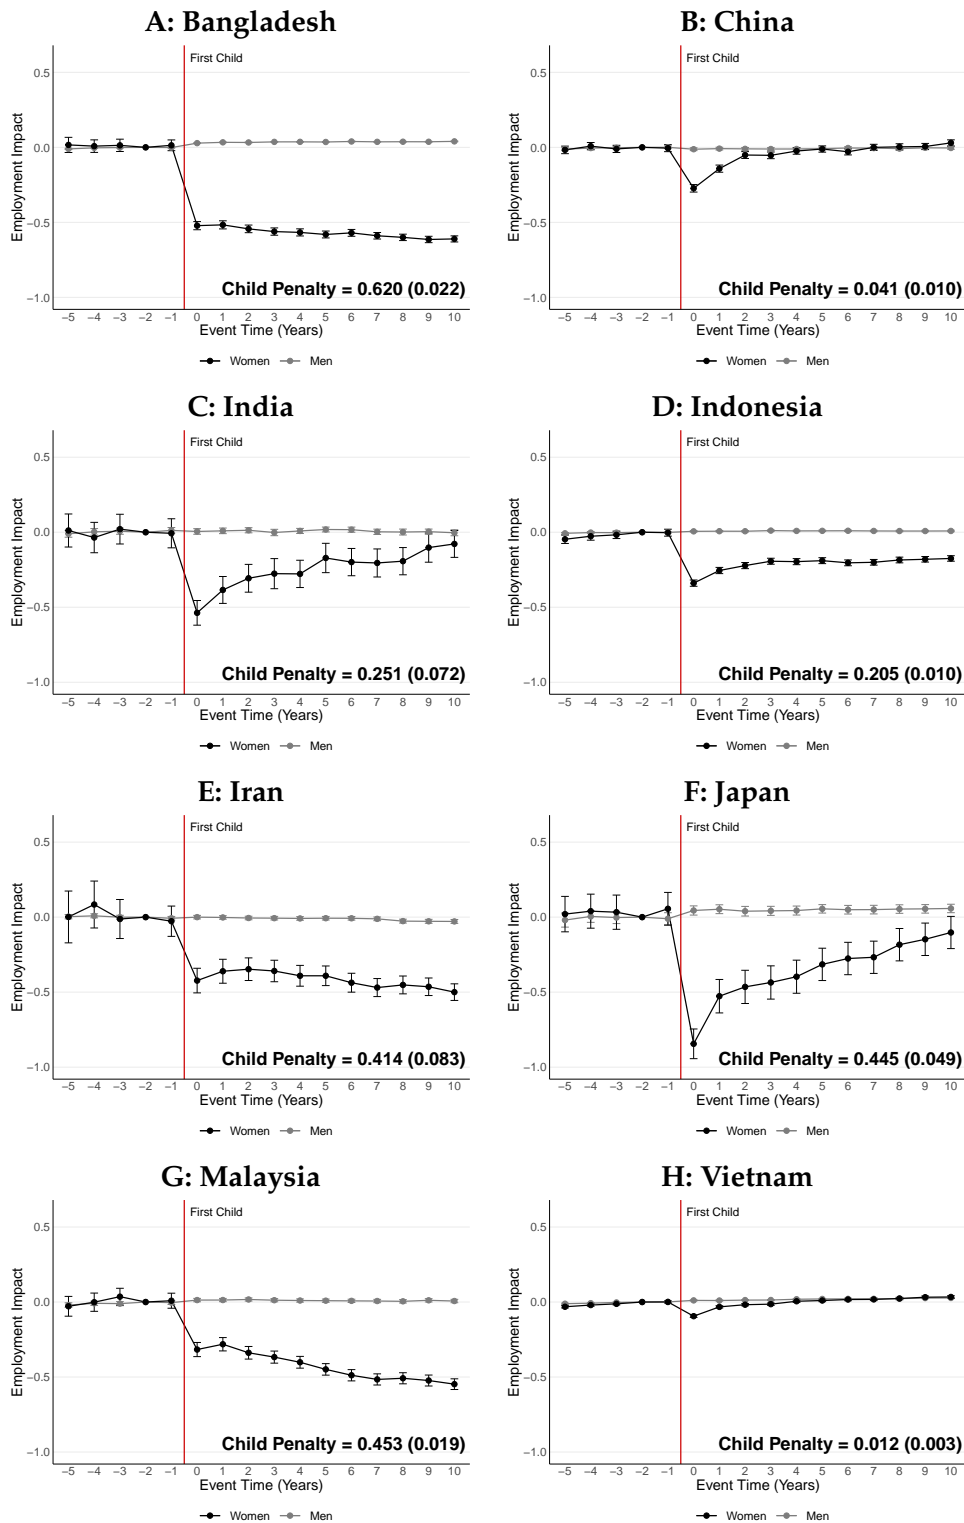 A: Bangladesh
First Child
0.5
0.0
−0.5
−1.0
Employment Impact
Child Penalty = 0.620 (0.022)
−5 −4 −3 −2 −1 0 1 2 3 4 5 6 7 8 9 10
Event Time (Years)
Women Men
B: China
First Child
0.5
0.0
−0.5
−1.0
Employment Impact
Child Penalty = 0.041 (0.010)
−5 −4 −3 −2 −1 0 1 2 3 4 5 6 7 8 9 10
Event Time (Years)
Women Men
C: India
First Child
0.5
0.0
−0.5
−1.0
Employment Impact
Child Penalty = 0.251 (0.072)
−5 −4 −3 −2 −1 0 1 2 3 4 5 6 7 8 9 10
Event Time (Years)
Women Men
D: Indonesia
First Child
0.5
0.0
−0.5
−1.0
Employment Impact
Child Penalty = 0.205 (0.010)
−5 −4 −3 −2 −1 0 1 2 3 4 5 6 7 8 9 10
Event Time (Years)
Women Men
E: Iran
First Child
0.5
0.0
−0.5
−1.0
Employment Impact
Child Penalty = 0.414 (0.083)
−5 −4 −3 −2 −1 0 1 2 3 4 5 6 7 8 9 10
Event Time (Years)
Women Men
F: Japan
First Child
0.5
0.0
−0.5
−1.0
Employment Impact
Child Penalty = 0.445 (0.049)
−5 −4 −3 −2 −1 0 1 2 3 4 5 6 7 8 9 10
Event Time (Years)
Women Men
G: Malaysia
First Child
0.5
0.0
−0.5
−1.0
Employment Impact
Child Penalty = 0.453 (0.019)
−5 −4 −3 −2 −1 0 1 2 3 4 5 6 7 8 9 10
Event Time (Years)
Women Men
H: Vietnam
First Child
0.5
0.0
−0.5
−1.0
Employment Impact
Child Penalty = 0.012 (0.003)
−5 −4 −3 −2 −1 0 1 2 3 4 5 6 7 8 9 10
Event Time (Years)
Women Men